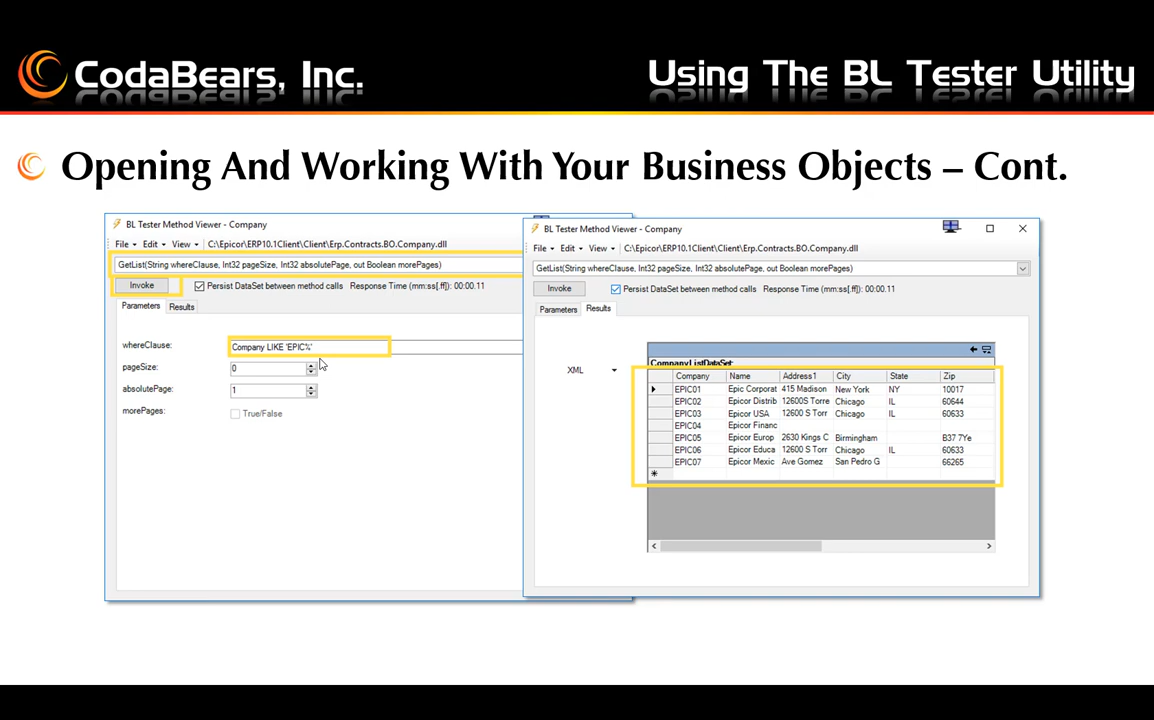 CodaBears, Inc.
Using The BL Tester Utility
Opening And Working With Your Business Objects – Cont.
BL Tester Method Viewer - Company
File Edit View C:\Epicor\ERP10.1Client\Client\Erp.Contracts.BO.Company.dll
GetList(String whereClause, Int32 pageSize, Int32 absolutePage, out Boolean morePages)
Invoke Persist DataSet between method calls Response Time (mm:ss[.ff]): 00:00.11
Parameters Results
whereClause: Company LIKE 'EPIC%'
pageSize: 0
absolutePage: 1
morePages: True/False
BL Tester Method Viewer - Company
File Edit View C:\Epicor\ERP10.1Client\Client\Erp.Contracts.BO.Company.dll
GetList(String whereClause, Int32 pageSize, Int32 absolutePage, out Boolean morePages)
Invoke Persist DataSet between method calls Response Time (mm:ss[.ff]): 00:00.11
Parameters Results
XML
CompanyListDataSet:
Company Name Address1 City State Zip
EPIC01 Epic Corporat 415 Madison New York NY 10017
EPIC02 Epicor Distrib 12600S Torre Chicago IL 60644
EPIC03 Epicor USA 12600 S Torr Chicago IL 60633
EPIC04 Epicor Financ
EPIC05 Epicor Europ 2630 Kings C Birmingham B37 7Ye
EPIC06 Epicor Educa 12600 S Torr Chicago IL 60633
EPIC07 Epicor Mexic Ave Gomez San Pedro G 66265